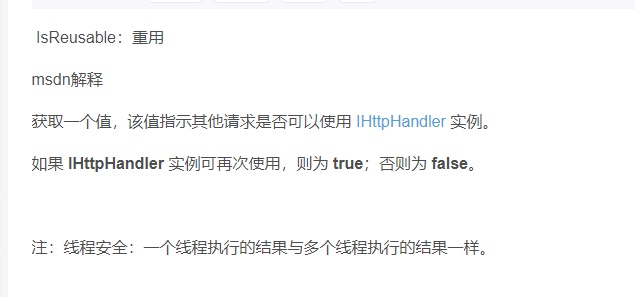 IsReusable：重用
msdn解释
获取一个值，该值指示其他请求是否可以使用 IHttpHandler 实例。
如果 IHttpHandler 实例可再次使用，则为 true；否则为 false。
注：线程安全：一个线程执行的结果与多个线程执行的结果一样。